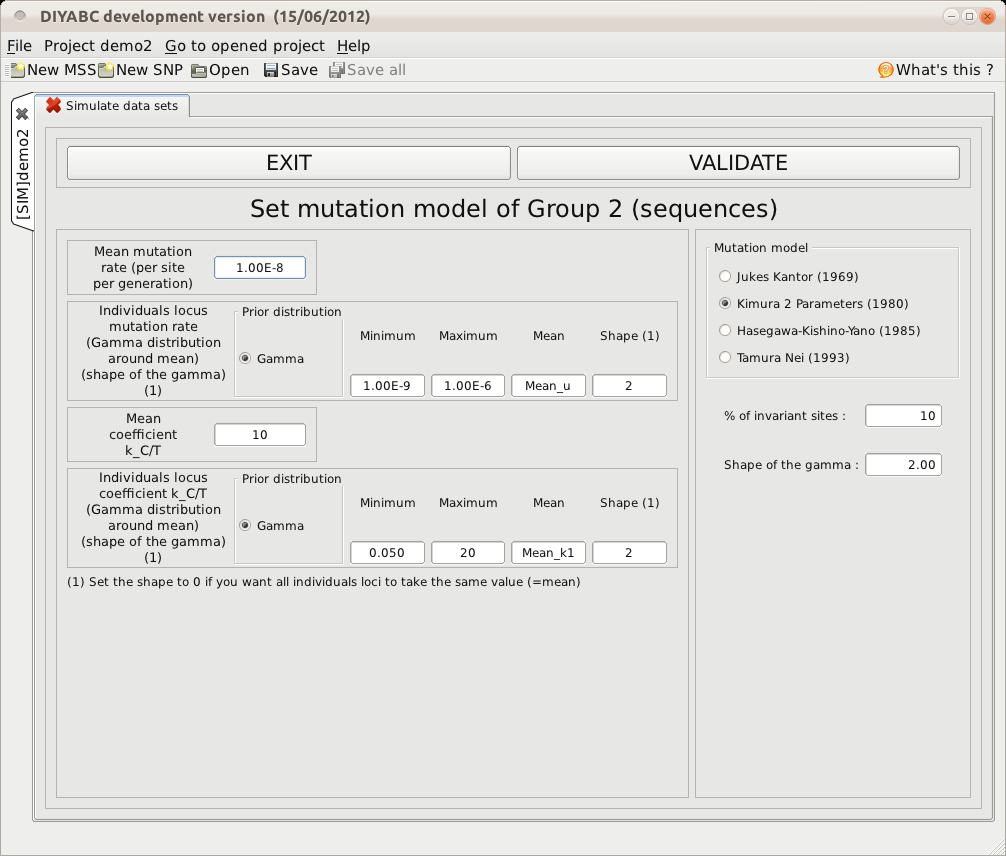 DIYABC development version (15/06/2012)
File Project demo2 Go to opened project Help
New MSS New SNP Open Save Save all What's this ?
[SIM]demo2
Simulate data sets
EXIT VALIDATE
Set mutation model of Group 2 (sequences)
Mean mutation
rate (per site
per generation)
1.00E-8
Individuals locus
mutation rate
(Gamma distribution
around mean)
(shape of the gamma)
(1)
Prior distribution
Gamma
Minimum Maximum Mean Shape (1)
1.00E-9 1.00E-6 Mean_u 2
Mean
coefficient
k_C/T
10
Individuals locus
coefficient k_C/T
(Gamma distribution
around mean)
(shape of the gamma)
(1)
Prior distribution
Gamma
Minimum Maximum Mean Shape (1)
0.050 20 Mean_k1 2
(1) Set the shape to 0 if you want all individuals loci to take the same value (=mean)
Mutation model
Jukes Kantor (1969)
Kimura 2 Parameters (1980)
Hasegawa-Kishino-Yano (1985)
Tamura Nei (1993)
% of invariant sites : 10
Shape of the gamma : 2.00